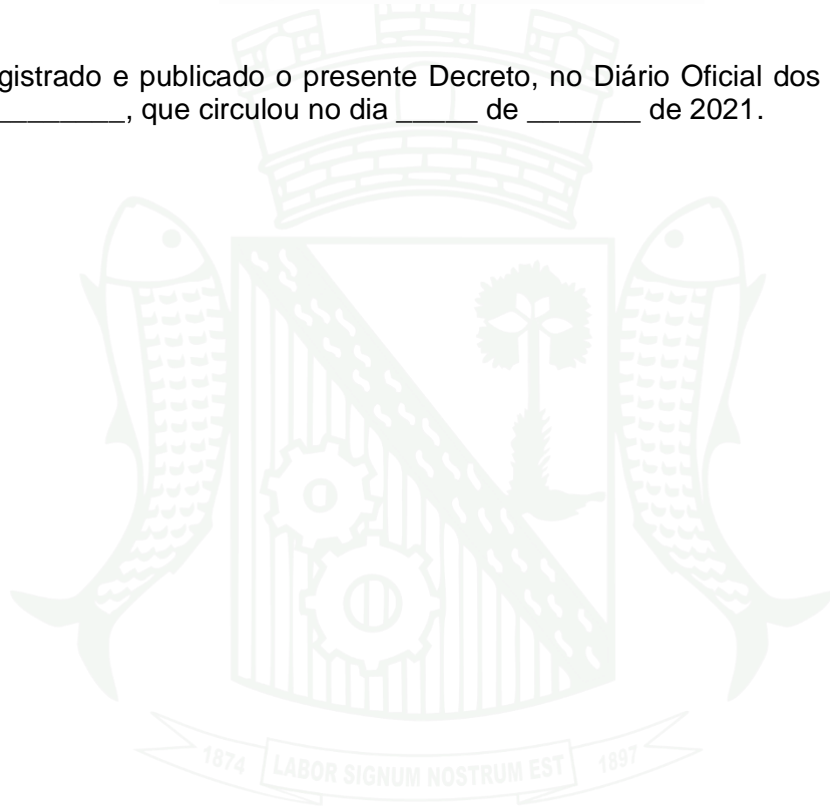 gistrado e publicado o presente Decreto, no Diário Oficial dos
________, que circulou no dia _____ de _______ de 2021.
1874 LABOR SIGNUM NOSTRUM EST 1897